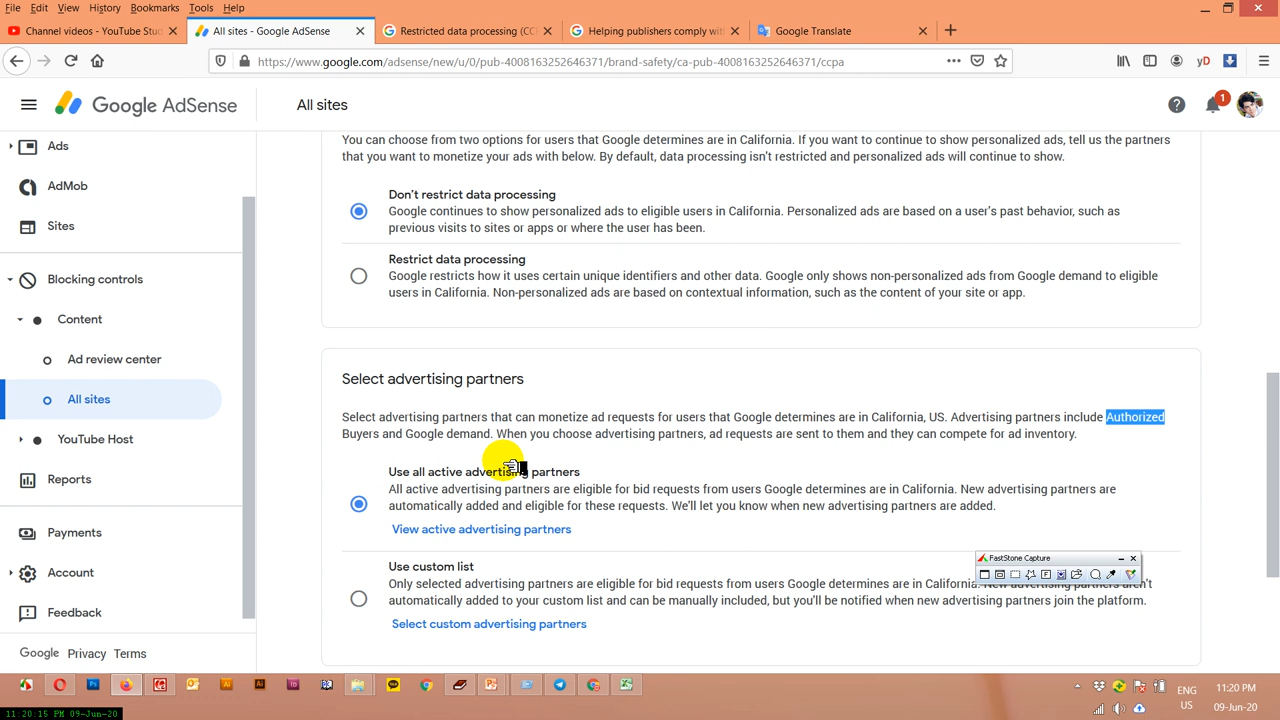 File Edit View History Bookmarks Tools Help
Channel videos - YouTube Stu
All sites - Google AdSense
Restricted data processing (CC
Helping publishers comply wit
Google Translate
https://www.google.com/adsense/new/u/0/pub-4008163252646371/brand-safety/ca-pub-4008163252646371/ccpa
yD
Google AdSense
All sites
1
Ads
AdMob
Sites
Blocking controls
Content
Ad review center
All sites
YouTube Host
Reports
Payments
Account
Feedback
Google Privacy Terms
You can choose from two options for users that Google determines are in California. If you want to continue to show personalized ads, tell us the partners
that you want to monetize your ads with below. By default, data processing isn't restricted and personalized ads will continue to show.
Don't restrict data processing
Google continues to show personalized ads to eligible users in California. Personalized ads are based on a user's past behavior, such as
previous visits to sites or apps or where the user has been.
Restrict data processing
Google restricts how it uses certain unique identifiers and other data. Google only shows non-personalized ads from Google demand to eligible
users in California. Non-personalized ads are based on contextual information, such as the content of your site or app.
Select advertising partners
Select advertising partners that can monetize ad requests for users that Google determines are in California, US. Advertising partners include Authorized
Buyers and Google demand. When you choose advertising partners, ad requests are sent to them and they can compete for ad inventory.
Use all active advertising partners
All active advertising partners are eligible for bid requests from users Google determines are in California. New advertising partners are
automatically added and eligible for these requests. We'll let you know when new advertising partners are added.
View active advertising partners
FastStone Capture
Use custom list
Only selected advertising partners are eligible for bid requests from users Google determines are in California.
automatically added to your custom list and can be manually included, but you'll be notified when new advertising partners join the platform.
Select custom advertising partners
ENG
US
11:20 PM
09-Jun-20
11:20:15 PM 09-Jun-20